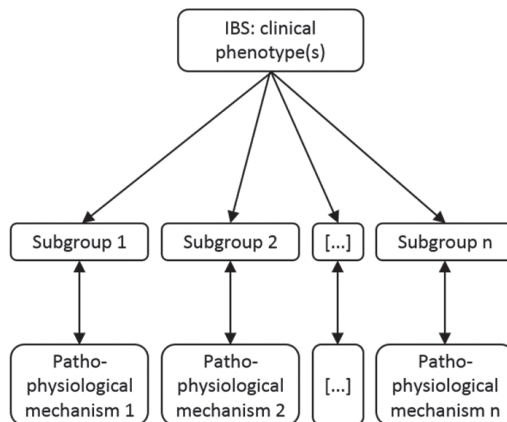 IBS: clinical
phenotype(s)
Subgroup 1
Subgroup 2
[...]
Subgroup n
Patho-
physiological
mechanism 1
Patho-
physiological
mechanism 2
[...]
Patho-
physiological
mechanism n